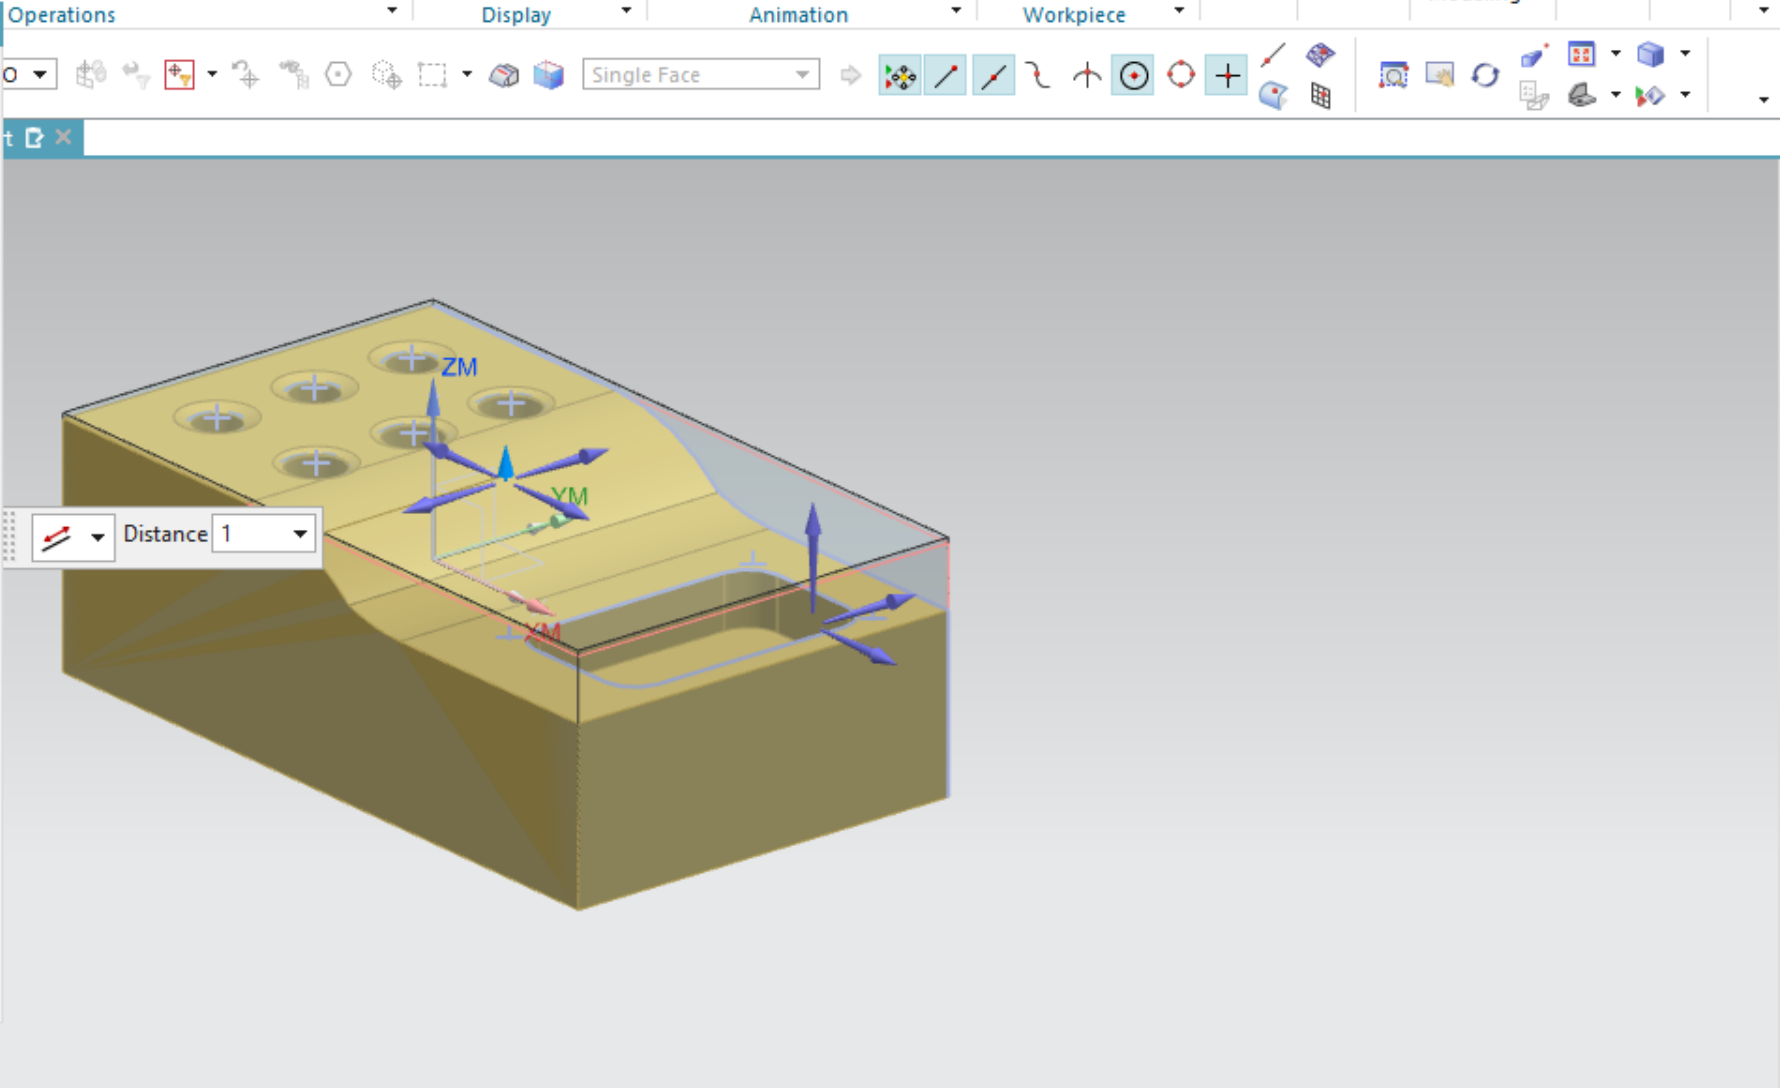 Operations
Display
Animation
Workpiece
Single Face
ZM
YM
Distance 1
XM